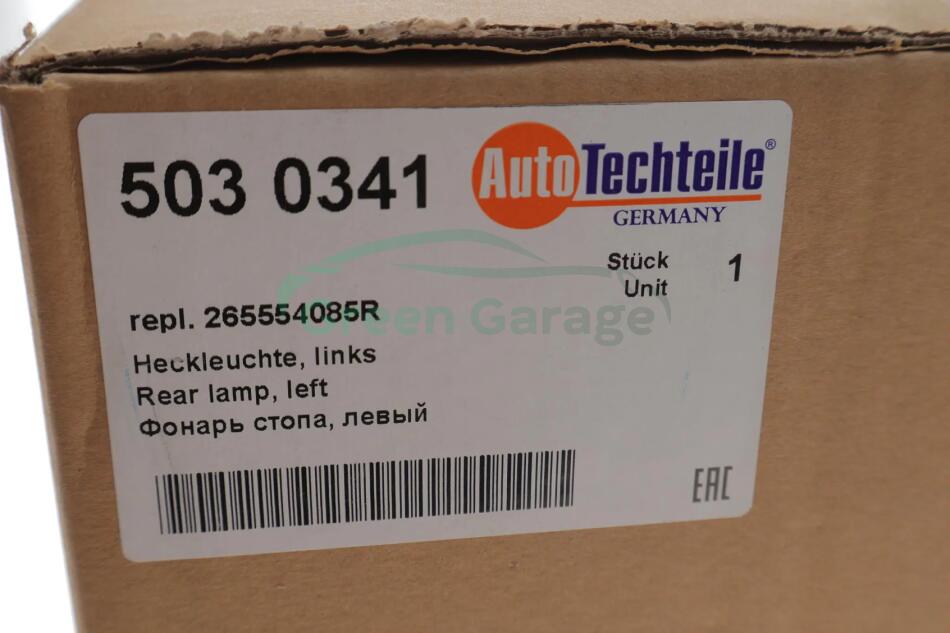 503 0341
AutoTechteile®
GERMANY
Stück 1
Unit
repl. 265554085R
Green Garage
Heckleuchte, links
Rear lamp, left
Фонарь стопа, левый
EAC